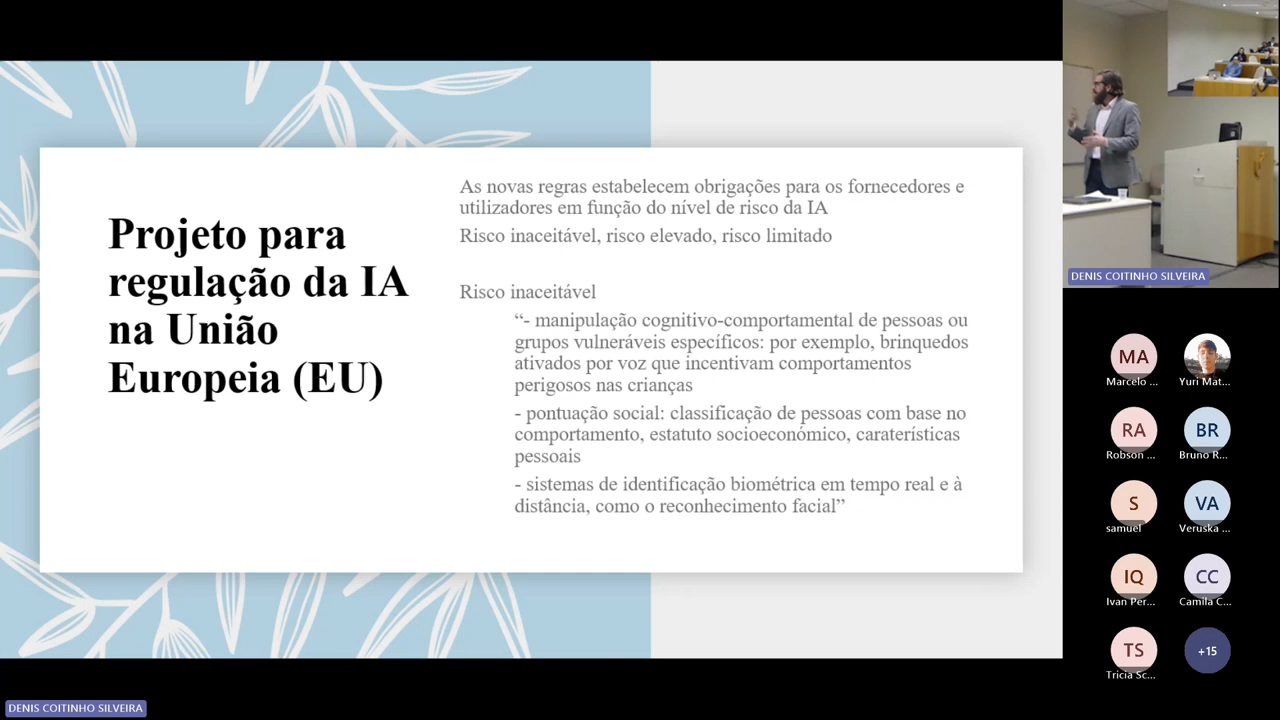 Projeto para
regulação da IA
na União
Europeia (EU)
As novas regras estabelecem obrigações para os fornecedores e
utilizadores em função do nível de risco da IA
Risco inaceitável, risco elevado, risco limitado
Risco inaceitável
“- manipulação cognitivo-comportamental de pessoas ou
grupos vulneráveis específicos: por exemplo, brinquedos
ativados por voz que incentivam comportamentos
perigosos nas crianças
- pontuação social: classificação de pessoas com base no
comportamento, estatuto socioeconómico, caraterísticas
pessoais
- sistemas de identificação biométrica em tempo real e à
distância, como o reconhecimento facial”
DENIS COITINHO SILVEIRA
MA
Marcelo ...
Yuri Mat...
RA
Robson ...
BR
Bruno R...
S
samuel
VA
Veruska ...
IQ
Ivan Per...
CC
Camila C...
TS
Tricia Sc...
+15
DENIS COITINHO SILVEIRA